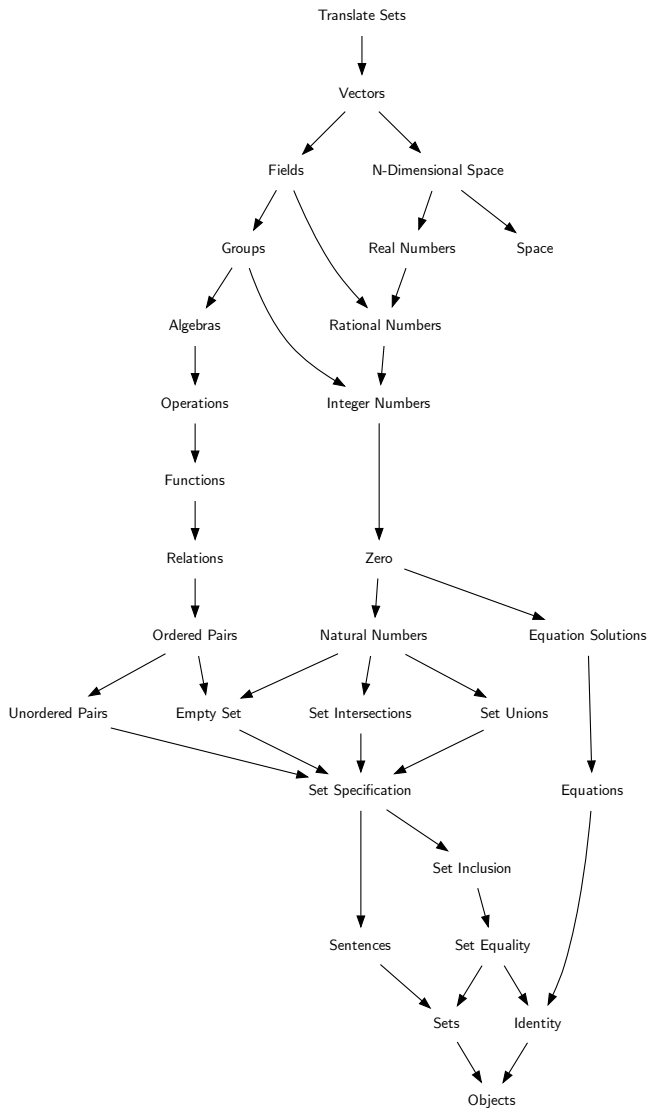 Translate Sets
Vectors
Fields
N-Dimensional Space
Groups
Real Numbers
Space
Algebras
Rational Numbers
Operations
Integer Numbers
Functions
Relations
Zero
Ordered Pairs
Natural Numbers
Equation Solutions
Unordered Pairs
Empty Set
Set Intersections
Set Unions
Set Specification
Equations
Set Inclusion
Sentences
Set Equality
Sets
Identity
Objects